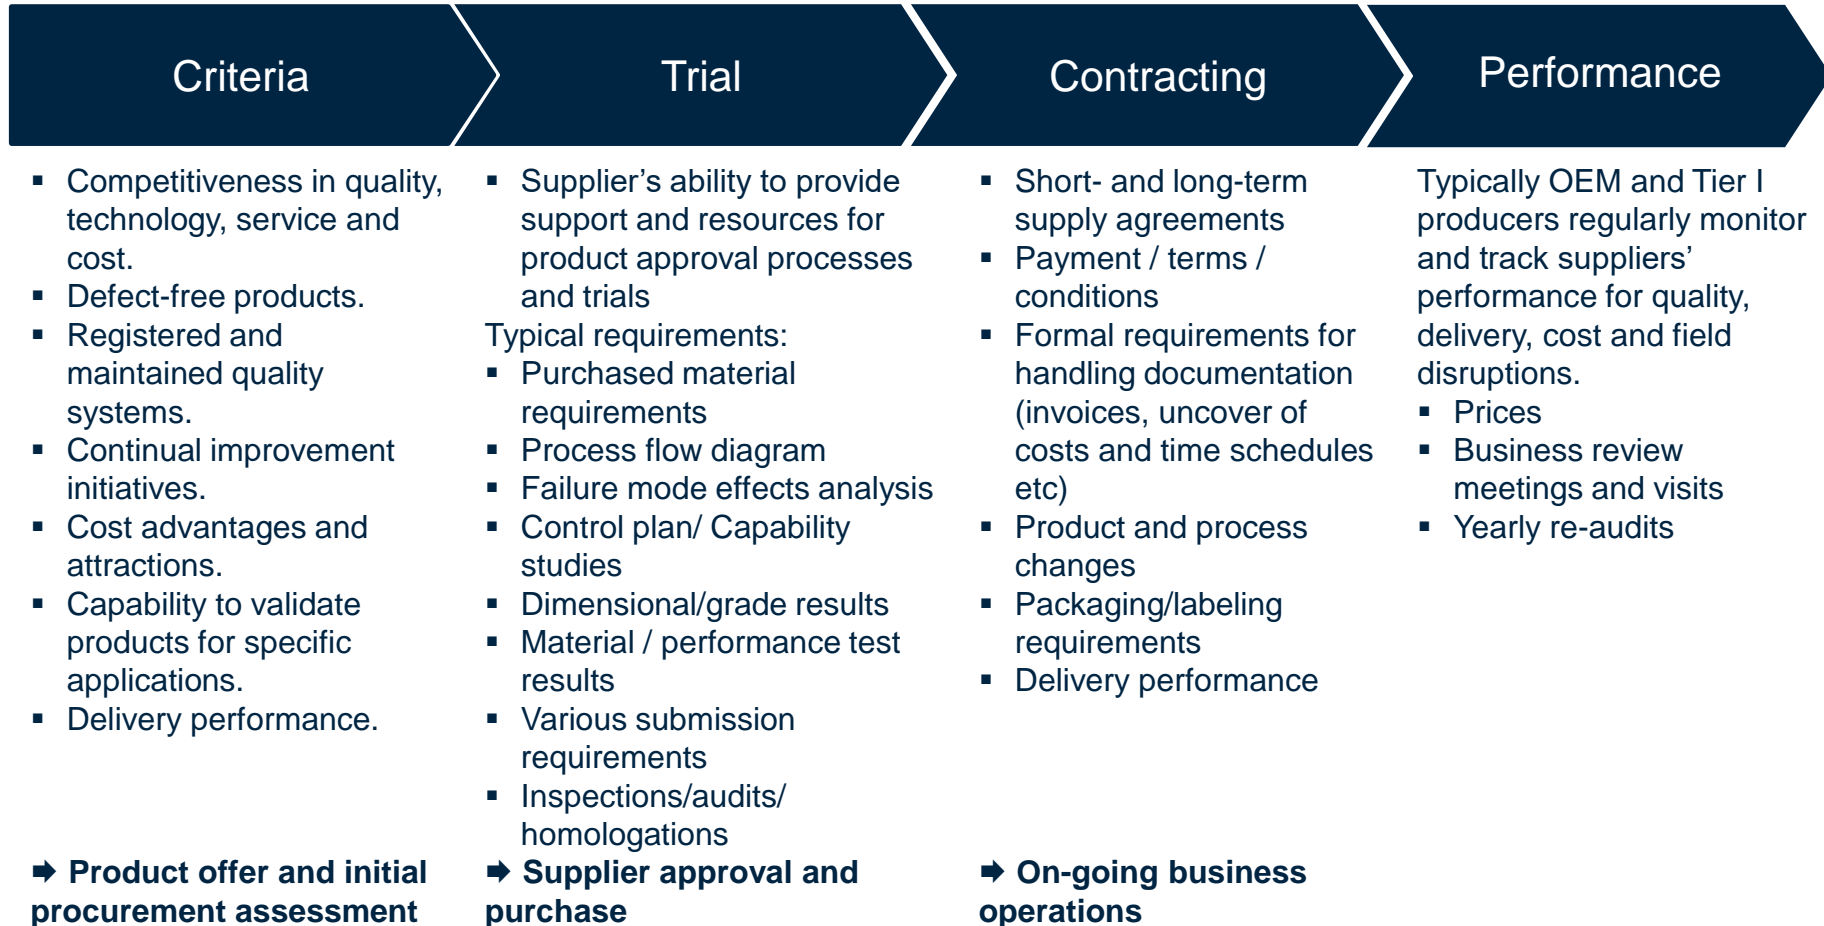 Criteria
Trial
Contracting
Performance
▪ Competitiveness in quality,
technology, service and
cost.
▪ Defect-free products.
▪ Registered and
maintained quality
systems.
▪ Continual improvement
initiatives.
▪ Cost advantages and
attractions.
▪ Capability to validate
products for specific
applications.
▪ Delivery performance.
➡ Product offer and initial
procurement assessment
▪ Supplier’s ability to provide
support and resources for
product approval processes
and trials
Typical requirements:
▪ Purchased material
requirements
▪ Process flow diagram
▪ Failure mode effects analysis
▪ Control plan/ Capability
studies
▪ Dimensional/grade results
▪ Material / performance test
results
▪ Various submission
requirements
▪ Inspections/audits/
homologations
➡ Supplier approval and
purchase
▪ Short- and long-term
supply agreements
▪ Payment / terms /
conditions
▪ Formal requirements for
handling documentation
(invoices, uncover of
costs and time schedules
etc)
▪ Product and process
changes
▪ Packaging/labeling
requirements
▪ Delivery performance
➡ On-going business
operations
Typically OEM and Tier I
producers regularly monitor
and track suppliers’
performance for quality,
delivery, cost and field
disruptions.
▪ Prices
▪ Business review
meetings and visits
▪ Yearly re-audits